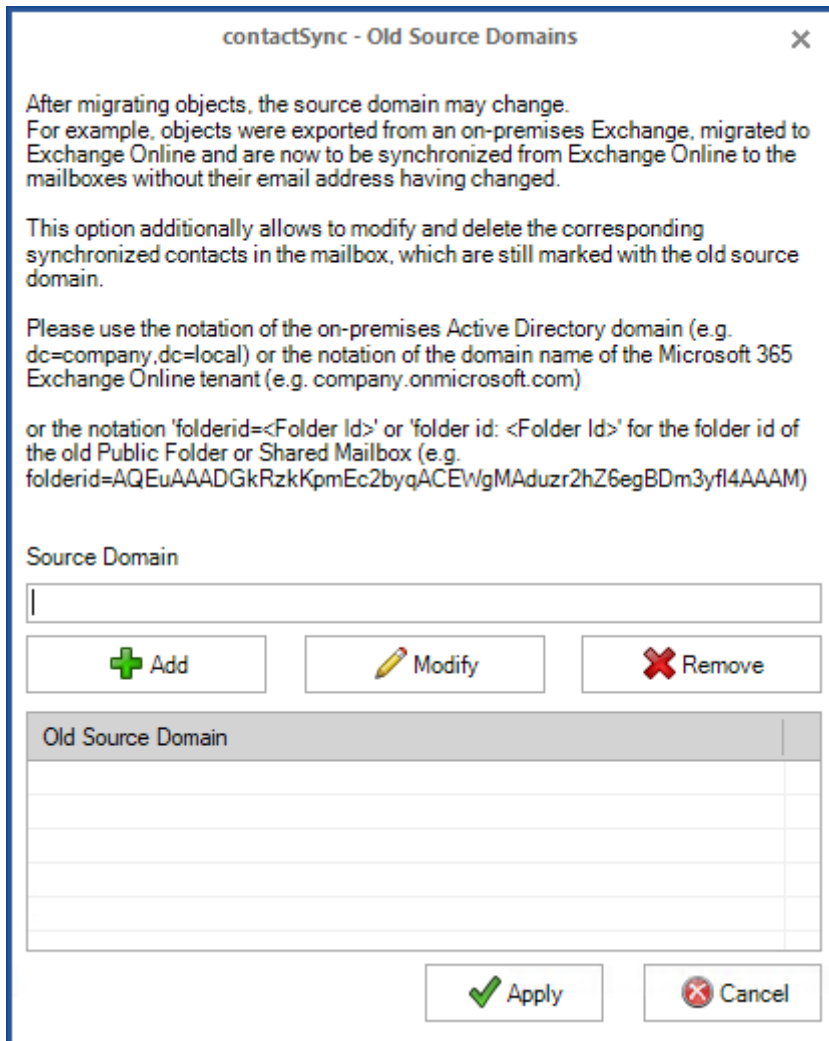 contactSync - Old Source Domains
After migrating objects, the source domain may change.
For example, objects were exported from an on-premises Exchange, migrated to
Exchange Online and are now to be synchronized from Exchange Online to the
mailboxes without their email address having changed.
This option additionally allows to modify and delete the corresponding
synchronized contacts in the mailbox, which are still marked with the old source
domain.
Please use the notation of the on-premises Active Directory domain (e.g.
dc=company,dc=local) or the notation of the domain name of the Microsoft 365
Exchange Online tenant (e.g. company.onmicrosoft.com)
or the notation 'folderid=<Folder Id>' or 'folder id: <Folder Id>' for the folder id of
the old Public Folder or Shared Mailbox (e.g.
folderid=AQEuAAADGkRzkKpmEc2byqACEWgMAduzr2hZ6egBDm3yfl4AAAM)
Source Domain
Add Modify Remove
Old Source Domain
Apply Cancel